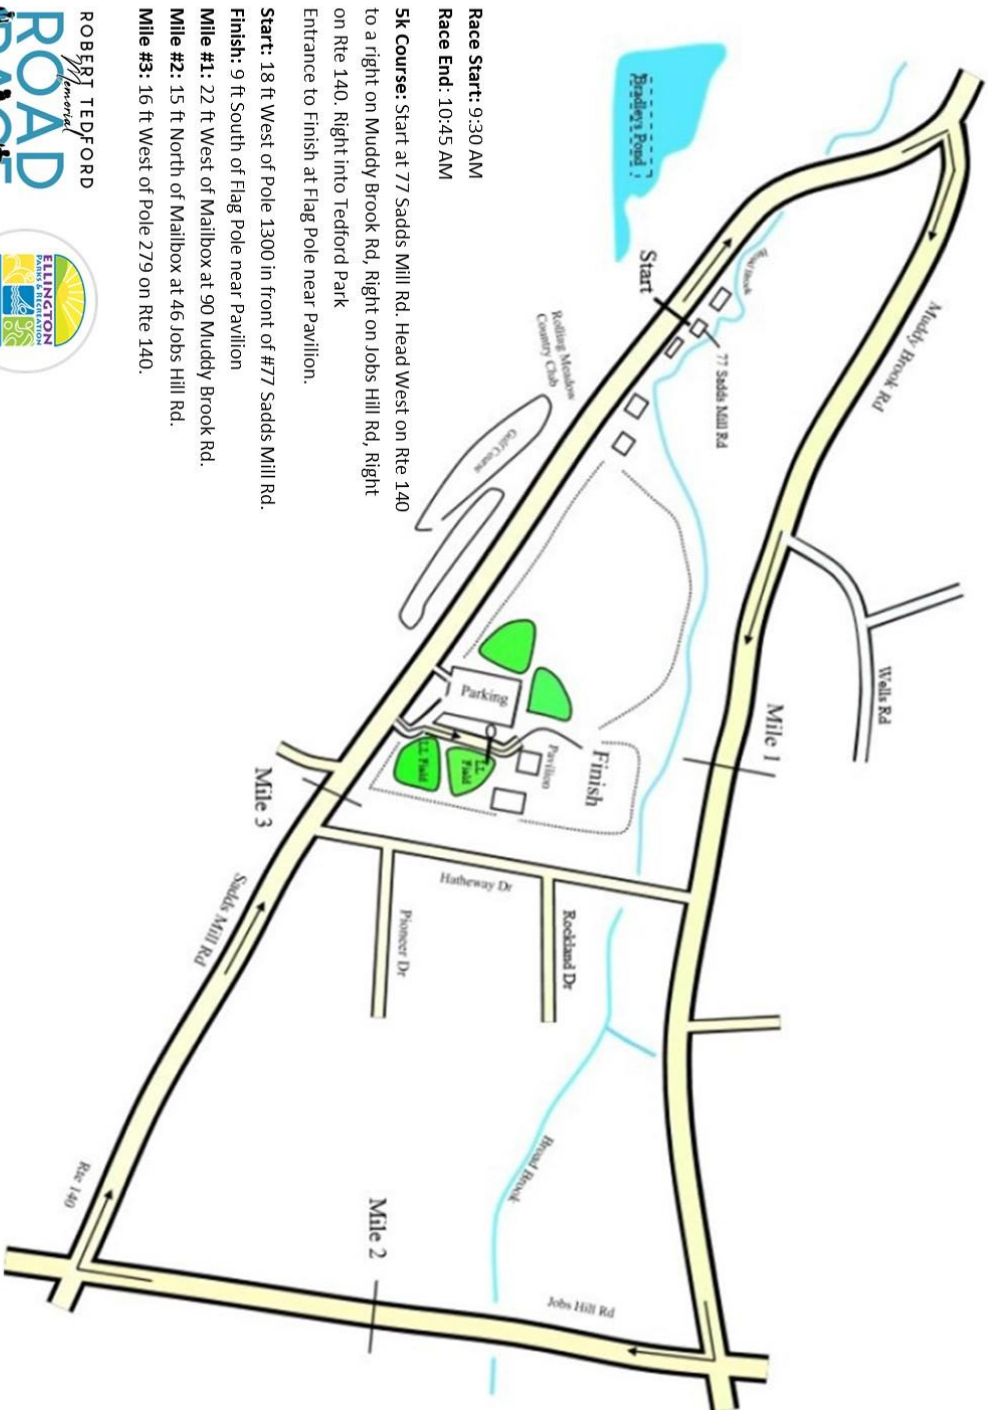 Race Start: 9:30 AM
Race End: 10:45 AM
5k Course: Start at 77 Sadds Mill Rd. Head West on Rte 140
to a right on Muddy Brook Rd, Right on Jobs Hill Rd, Right
on Rte 140. Right into Tedford Park
Entrance to Finish at Flag Pole near Pavilion.
Start: 18 ft West of Pole 1300 in front of #77 Sadds Mill Rd.
Finish: 9 ft South of Flag Pole near Pavilion
Mile #1: 22 ft West of Mailbox at 90 Muddy Brook Rd.
Mile #2: 15 ft North of Mailbox at 46 Jobs Hill Rd.
Mile #3: 16 ft West of Pole 279 on Rte 140.
ROBERT TEDFORD
Memorial
ROAD
RACE
ELLINGTON
PARKS & RECREATION
Bradleys Pond
Start
77 Sadds Mill Rd
Muddy Brook Rd
Rolling Meadow
Country Club
Golf Course
Wells Rd
Mile 1
Parking
Pavilion
Finish
LL Field
LL
Field
Mile 3
Hatheway Dr
Rockland Dr
Pioneer Dr
Sadds Mill Rd
Broad Brook
Mile 2
Jobs Hill Rd
Rte 140